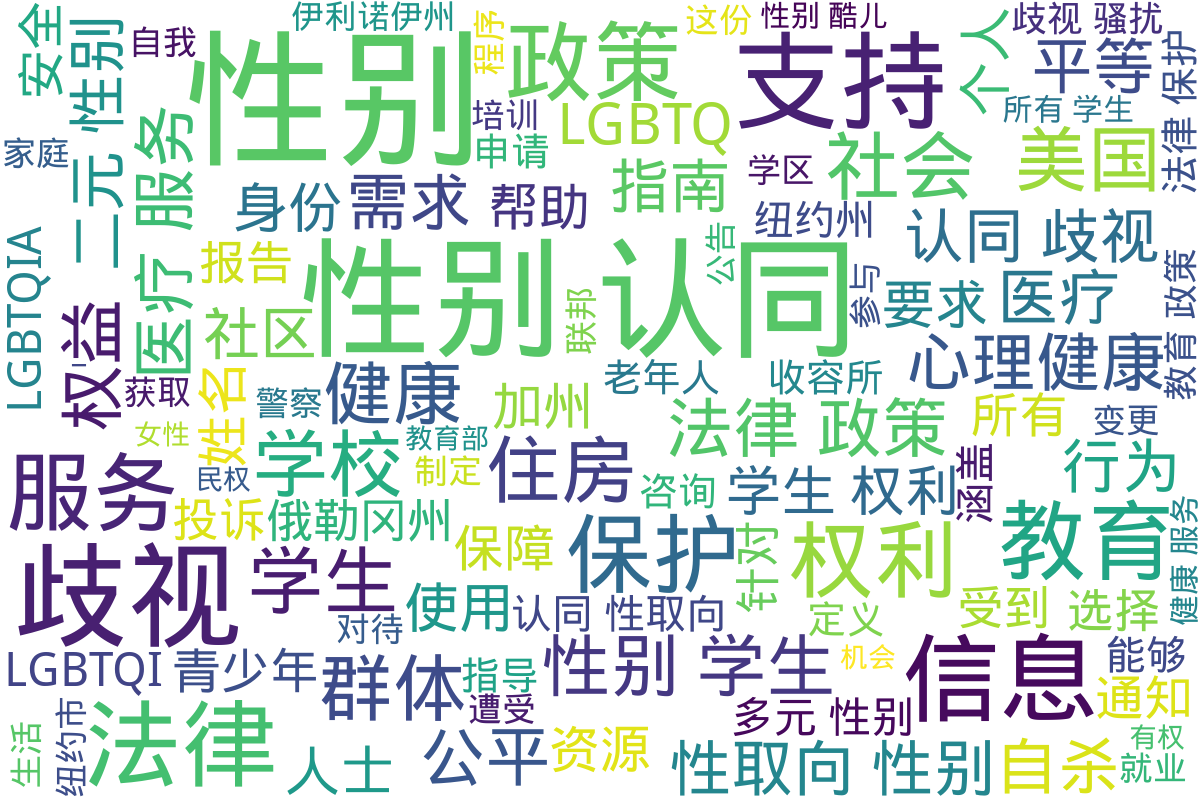 伊利诺伊州
这份
性别 酷儿
歧视 骚扰
安全
性别
自我
性别
程序
政策
支持
个人
平等
法律 保护
培训
LGBTQ
所有 学生
家庭
二元 性别
医疗 服务
申请
指南
学区
社会
美国
身份
需求
帮助
纽约州
认同 歧视
LGBTQIA
报告
性别 认同
公告
联邦
参与
要求
医疗
教育 政策
权益
社区
获取
姓名
警察
健康
加州
老年人
收容所
心理健康
女性
教育部
法律 政策
所有
变更
服务
民权
学校
制定
住房
咨询
学生 权利
涵盖
行为
投诉
俄勒冈州
保障
保护
针对
权利
教育
健康 服务
歧视
学生
对待
使用
认同 性取向
定义
受到
选择
LGBTQI
青少年
群体
指导
遭受
性别 学生
机会
信息
能够
通知
生活
纽约市
法律
人士
公平
资源
多元 性别
性取向 性别
自杀
有权
就业